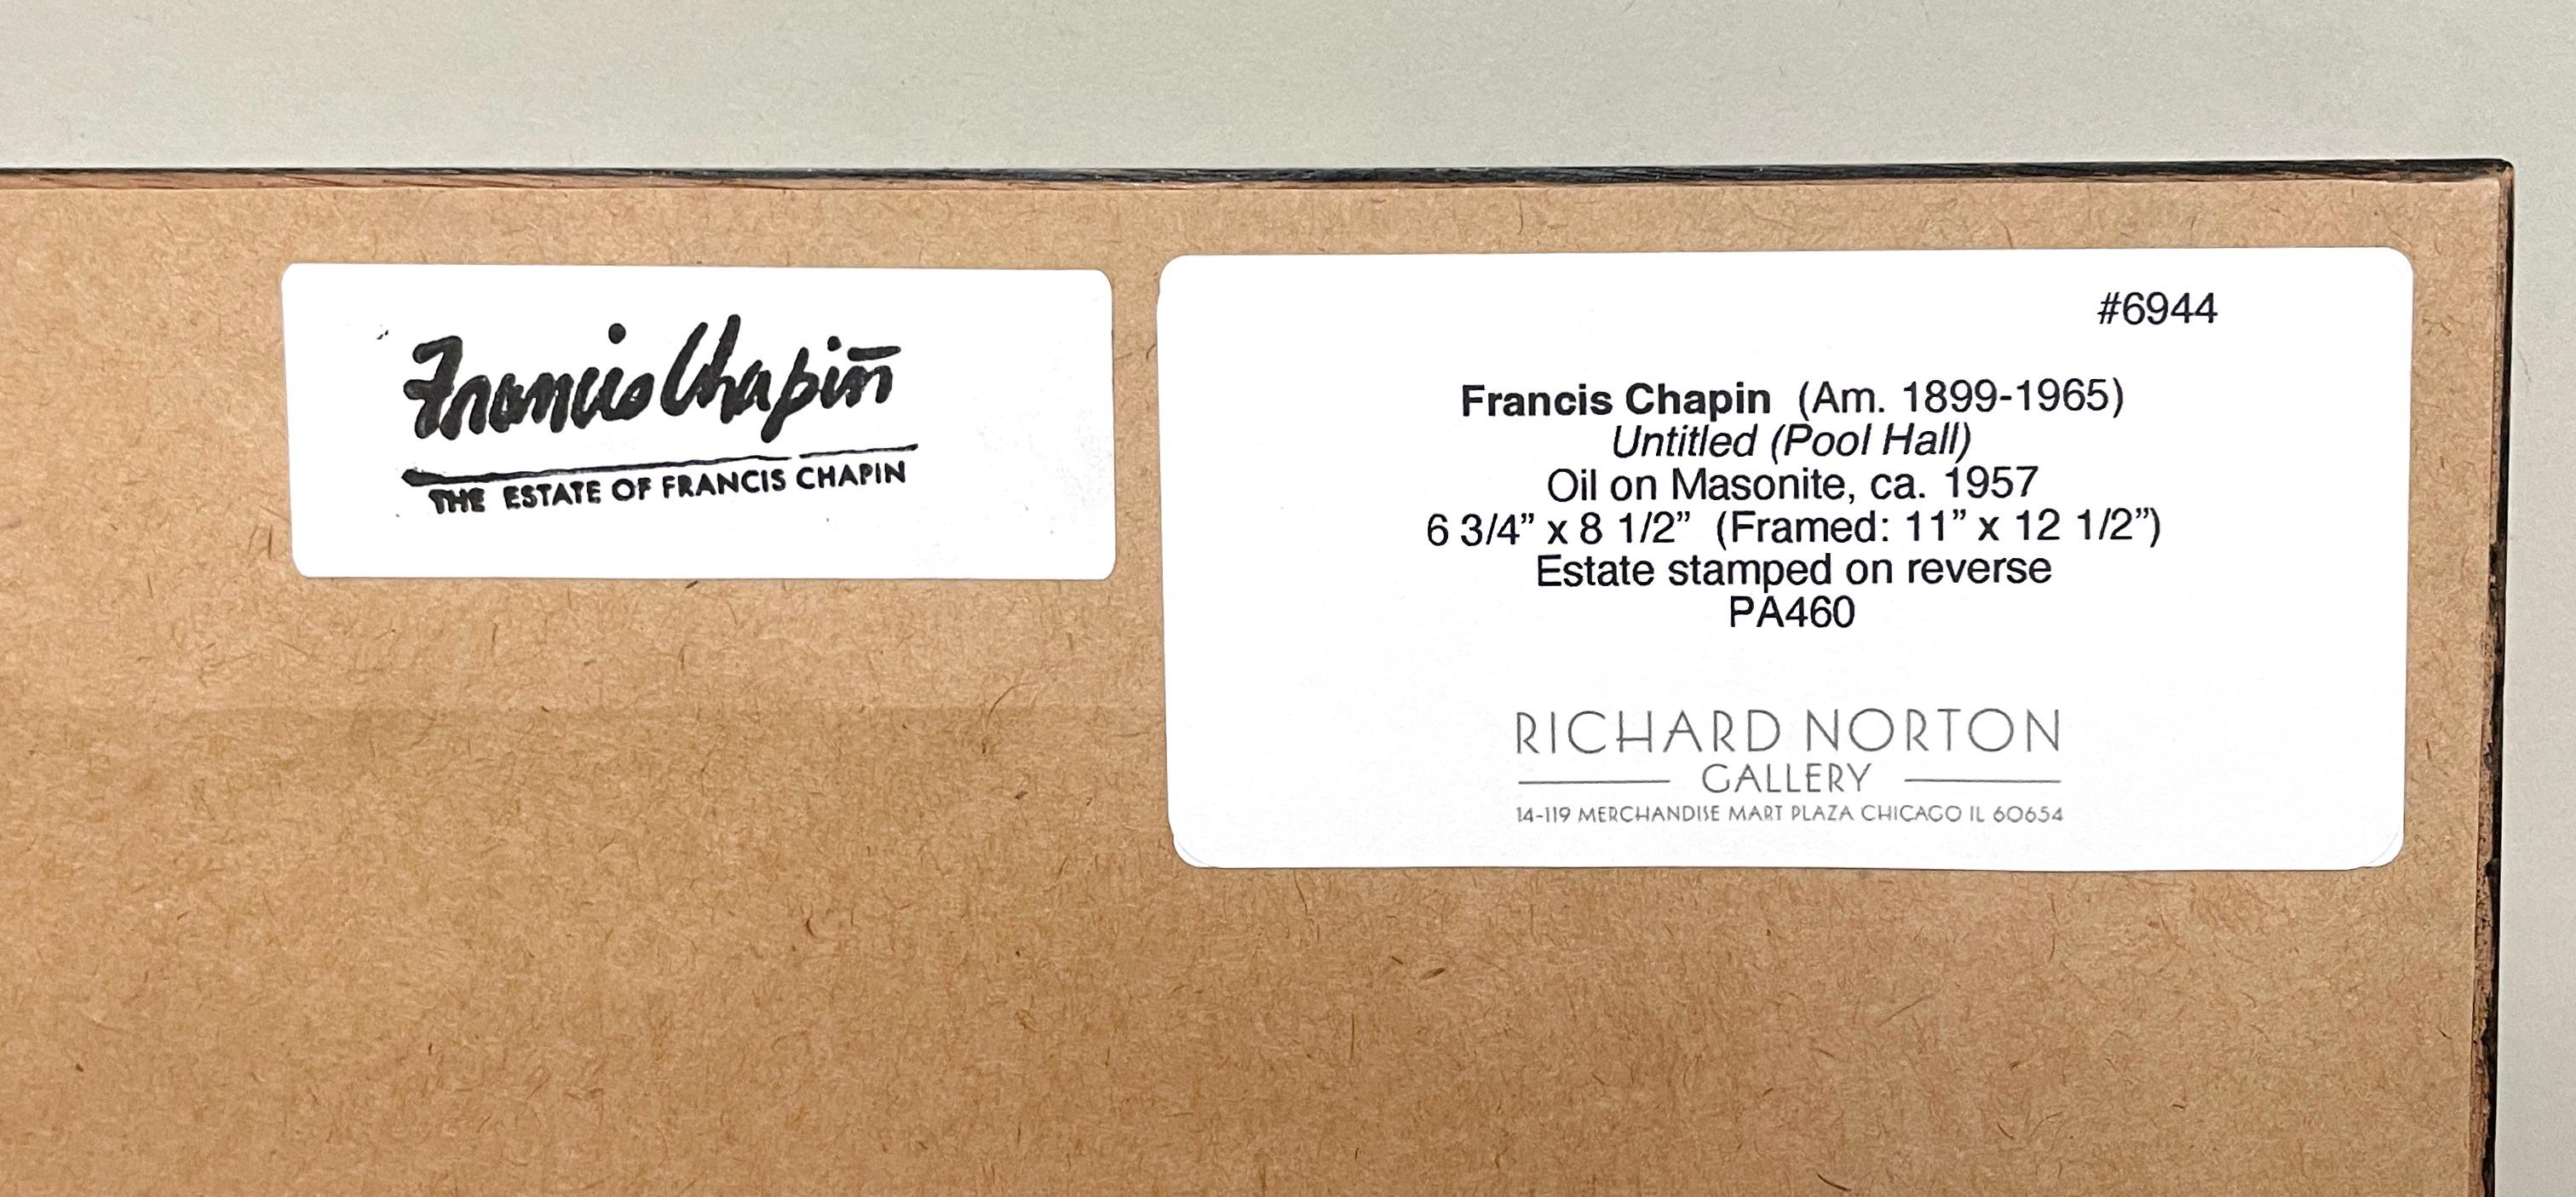 Francis Chapin
THE ESTATE OF FRANCIS CHAPIN
#6944
Francis Chapin (Am. 1899-1965)
Untitled (Pool Hall)
Oil on Masonite, ca. 1957
6 3/4” x 8 1/2” (Framed: 11” x 12 1/2”)
Estate stamped on reverse
PA460
RICHARD NORTON
GALLERY
14-119 MERCHANDISE MART PLAZA CHICAGO IL 60654